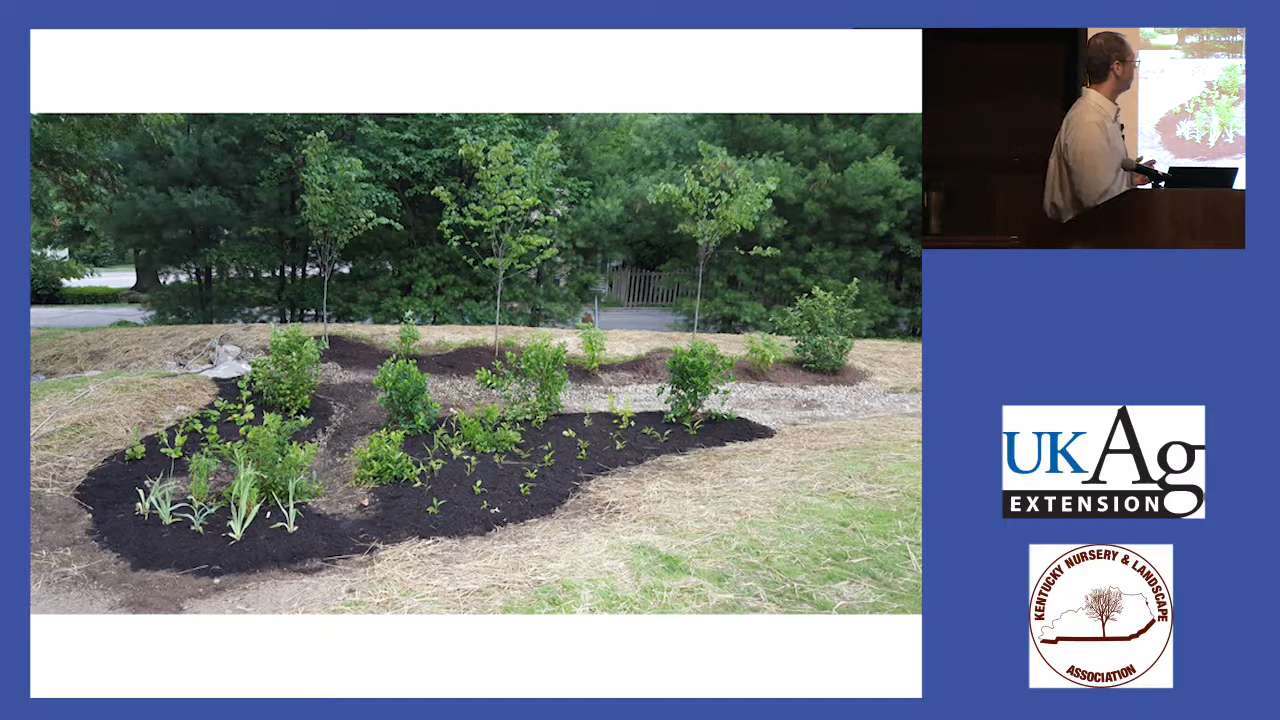 UKAg
EXTENSION
KENTUCKY NURSERY & LANDSCAPE
ASSOCIATION